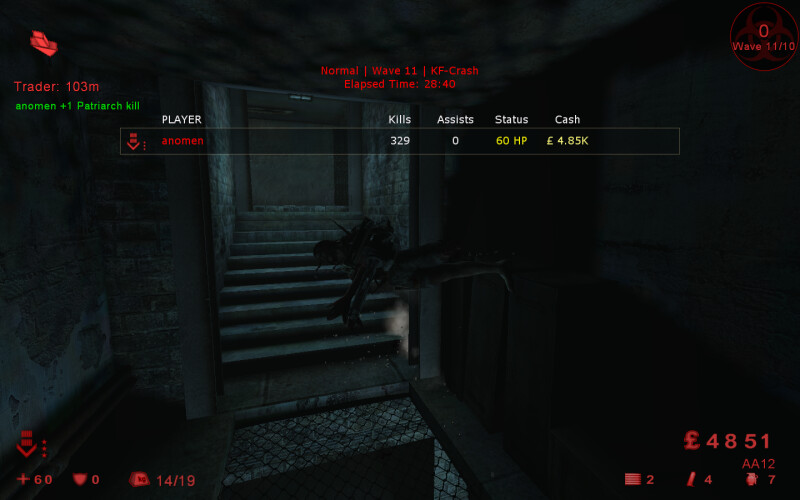 0
Wave 11/10
Normal | Wave 11 | KF-Crash
Elapsed Time: 28:40
Trader: 103m
anomen +1 Patriarch kill
PLAYER Kills Assists Status Cash
anomen 329 0 60 HP £ 4.85K
£ 4851
AA12
60 0 14/19 2 4 7